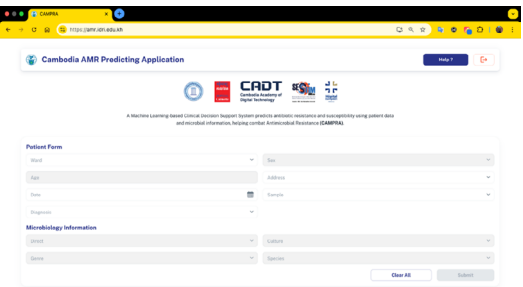 CAMPRA
https://amr.idri.edu.kh
Cambodia AMR Predicting Application
Help ?
CADT
Cambodia Academy of
Digital Technology
A Machine Learning-based Clinical Decision Support System predicts antibiotic resistance and susceptibility using patient data
and microbial information, helping combat Antimicrobial Resistance (CAMPRA).
Patient Form
Ward
Sex
Age
Address
Date
Sample
Diagnosis
Microbiology Information
Direct
Culture
Genre
Species
Clear All
Submit